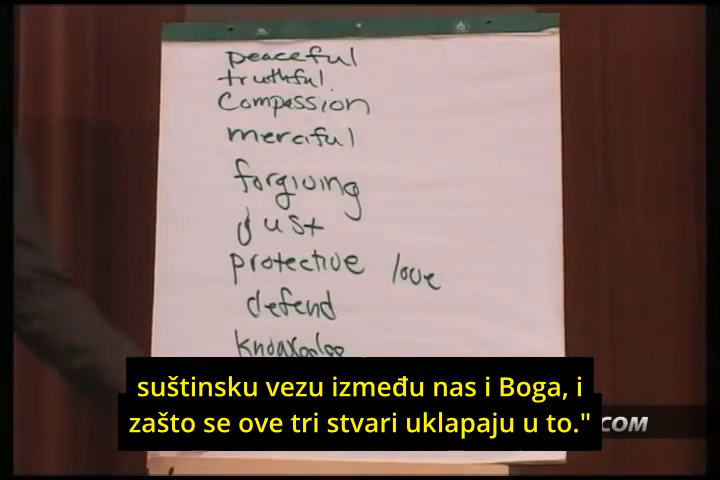 peaceful
truthful.
Compassion
merciful
forgiving
just
protective love
defend
suštinsku vezu između nas i Boga, i
zašto se ove tri stvari uklapaju u to."
.COM